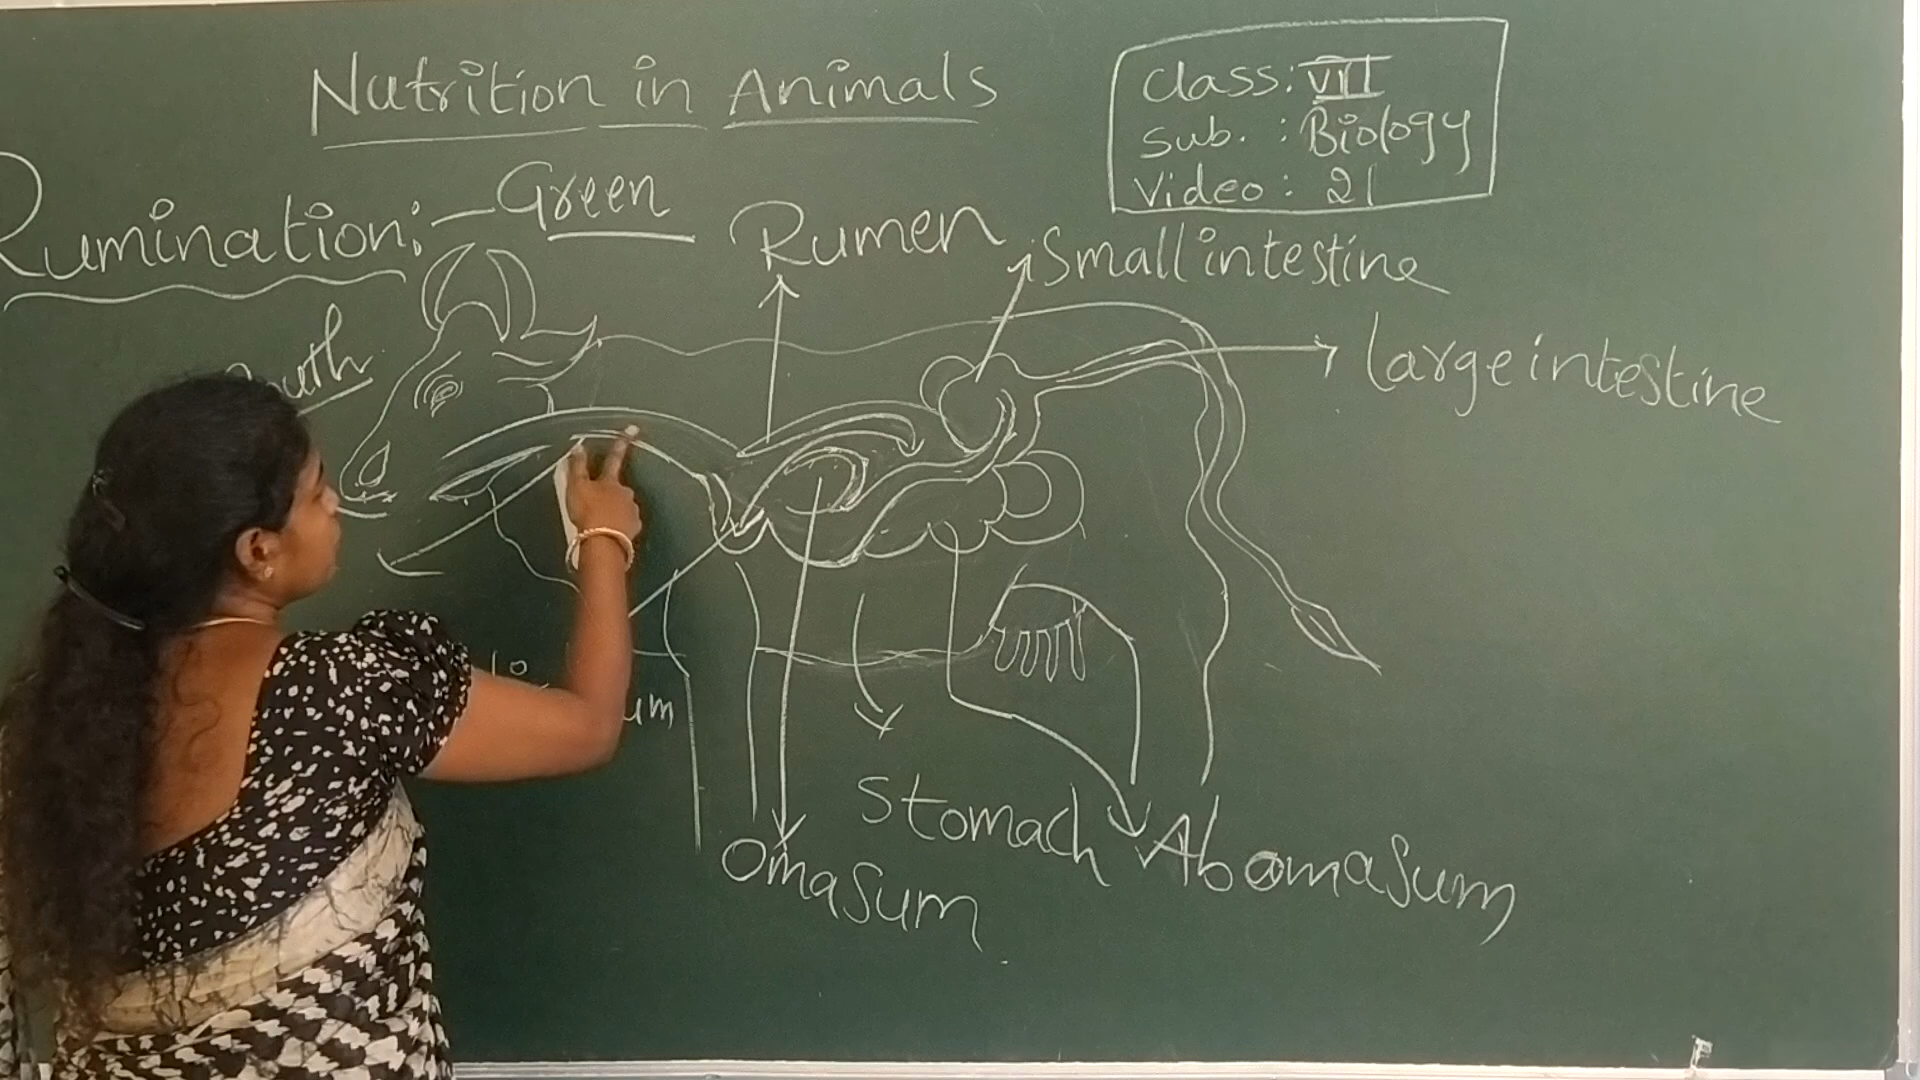 Nutrition in Animals
Class: VII
Sub. : Biology
Video : 21
Rumination:- Green
Rumen
Small intestine
large intestine
Stomach
Omasum
Abomasum